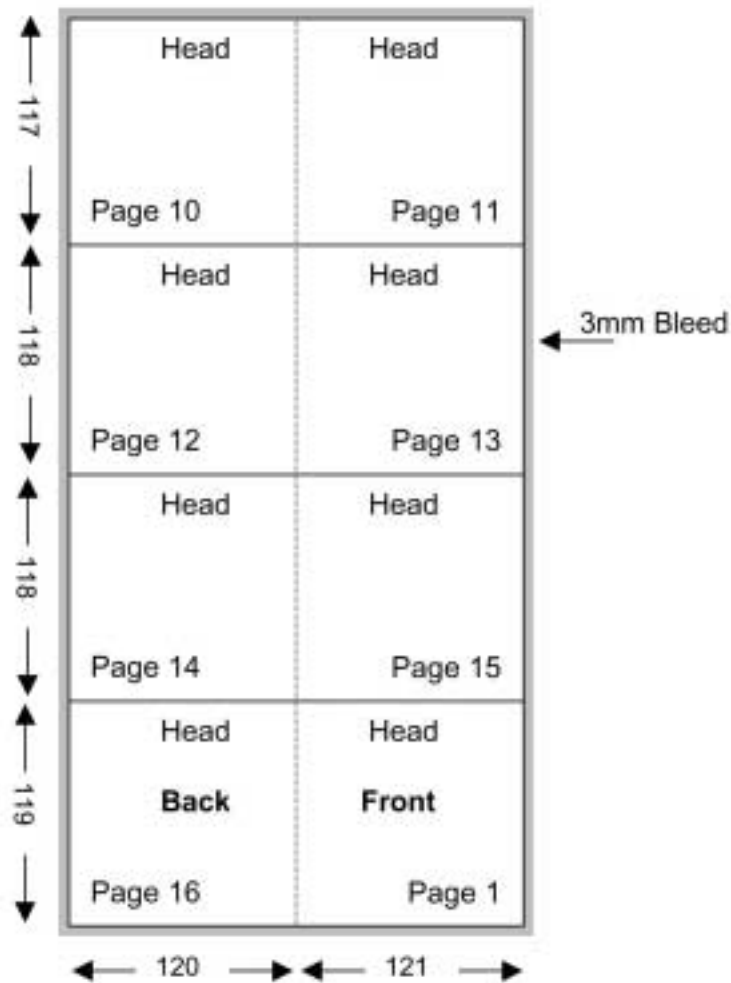 Head Head
117
Page 10 Page 11
Head Head
3mm Bleed
118
Page 12 Page 13
Head Head
118
Page 14 Page 15
Head Head
Back Front
119
Page 16 Page 1
120 121